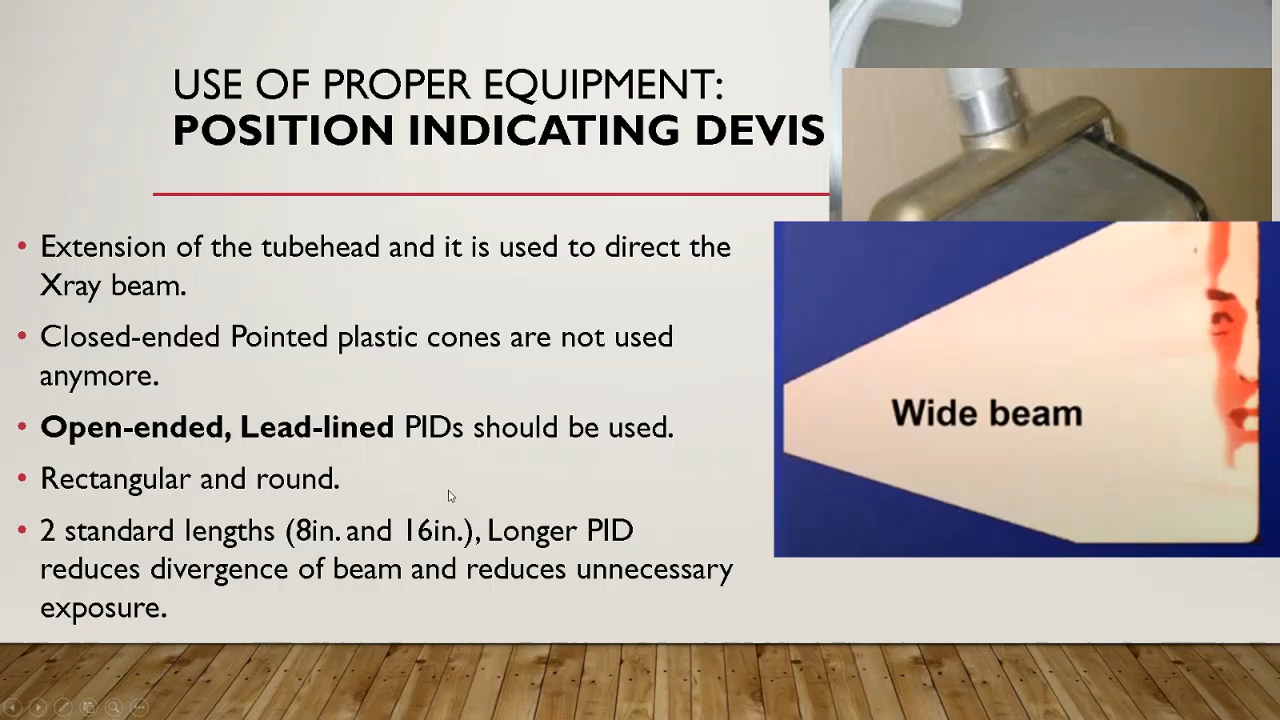 USE OF PROPER EQUIPMENT:
POSITION INDICATING DEVIS
• Extension of the tubehead and it is used to direct the
Xray beam.
• Closed-ended Pointed plastic cones are not used
anymore.
• Open-ended, Lead-lined PIDs should be used.
• Rectangular and round.
• 2 standard lengths (8in. and 16in.), Longer PID
reduces divergence of beam and reduces unnecessary
exposure.
Wide beam